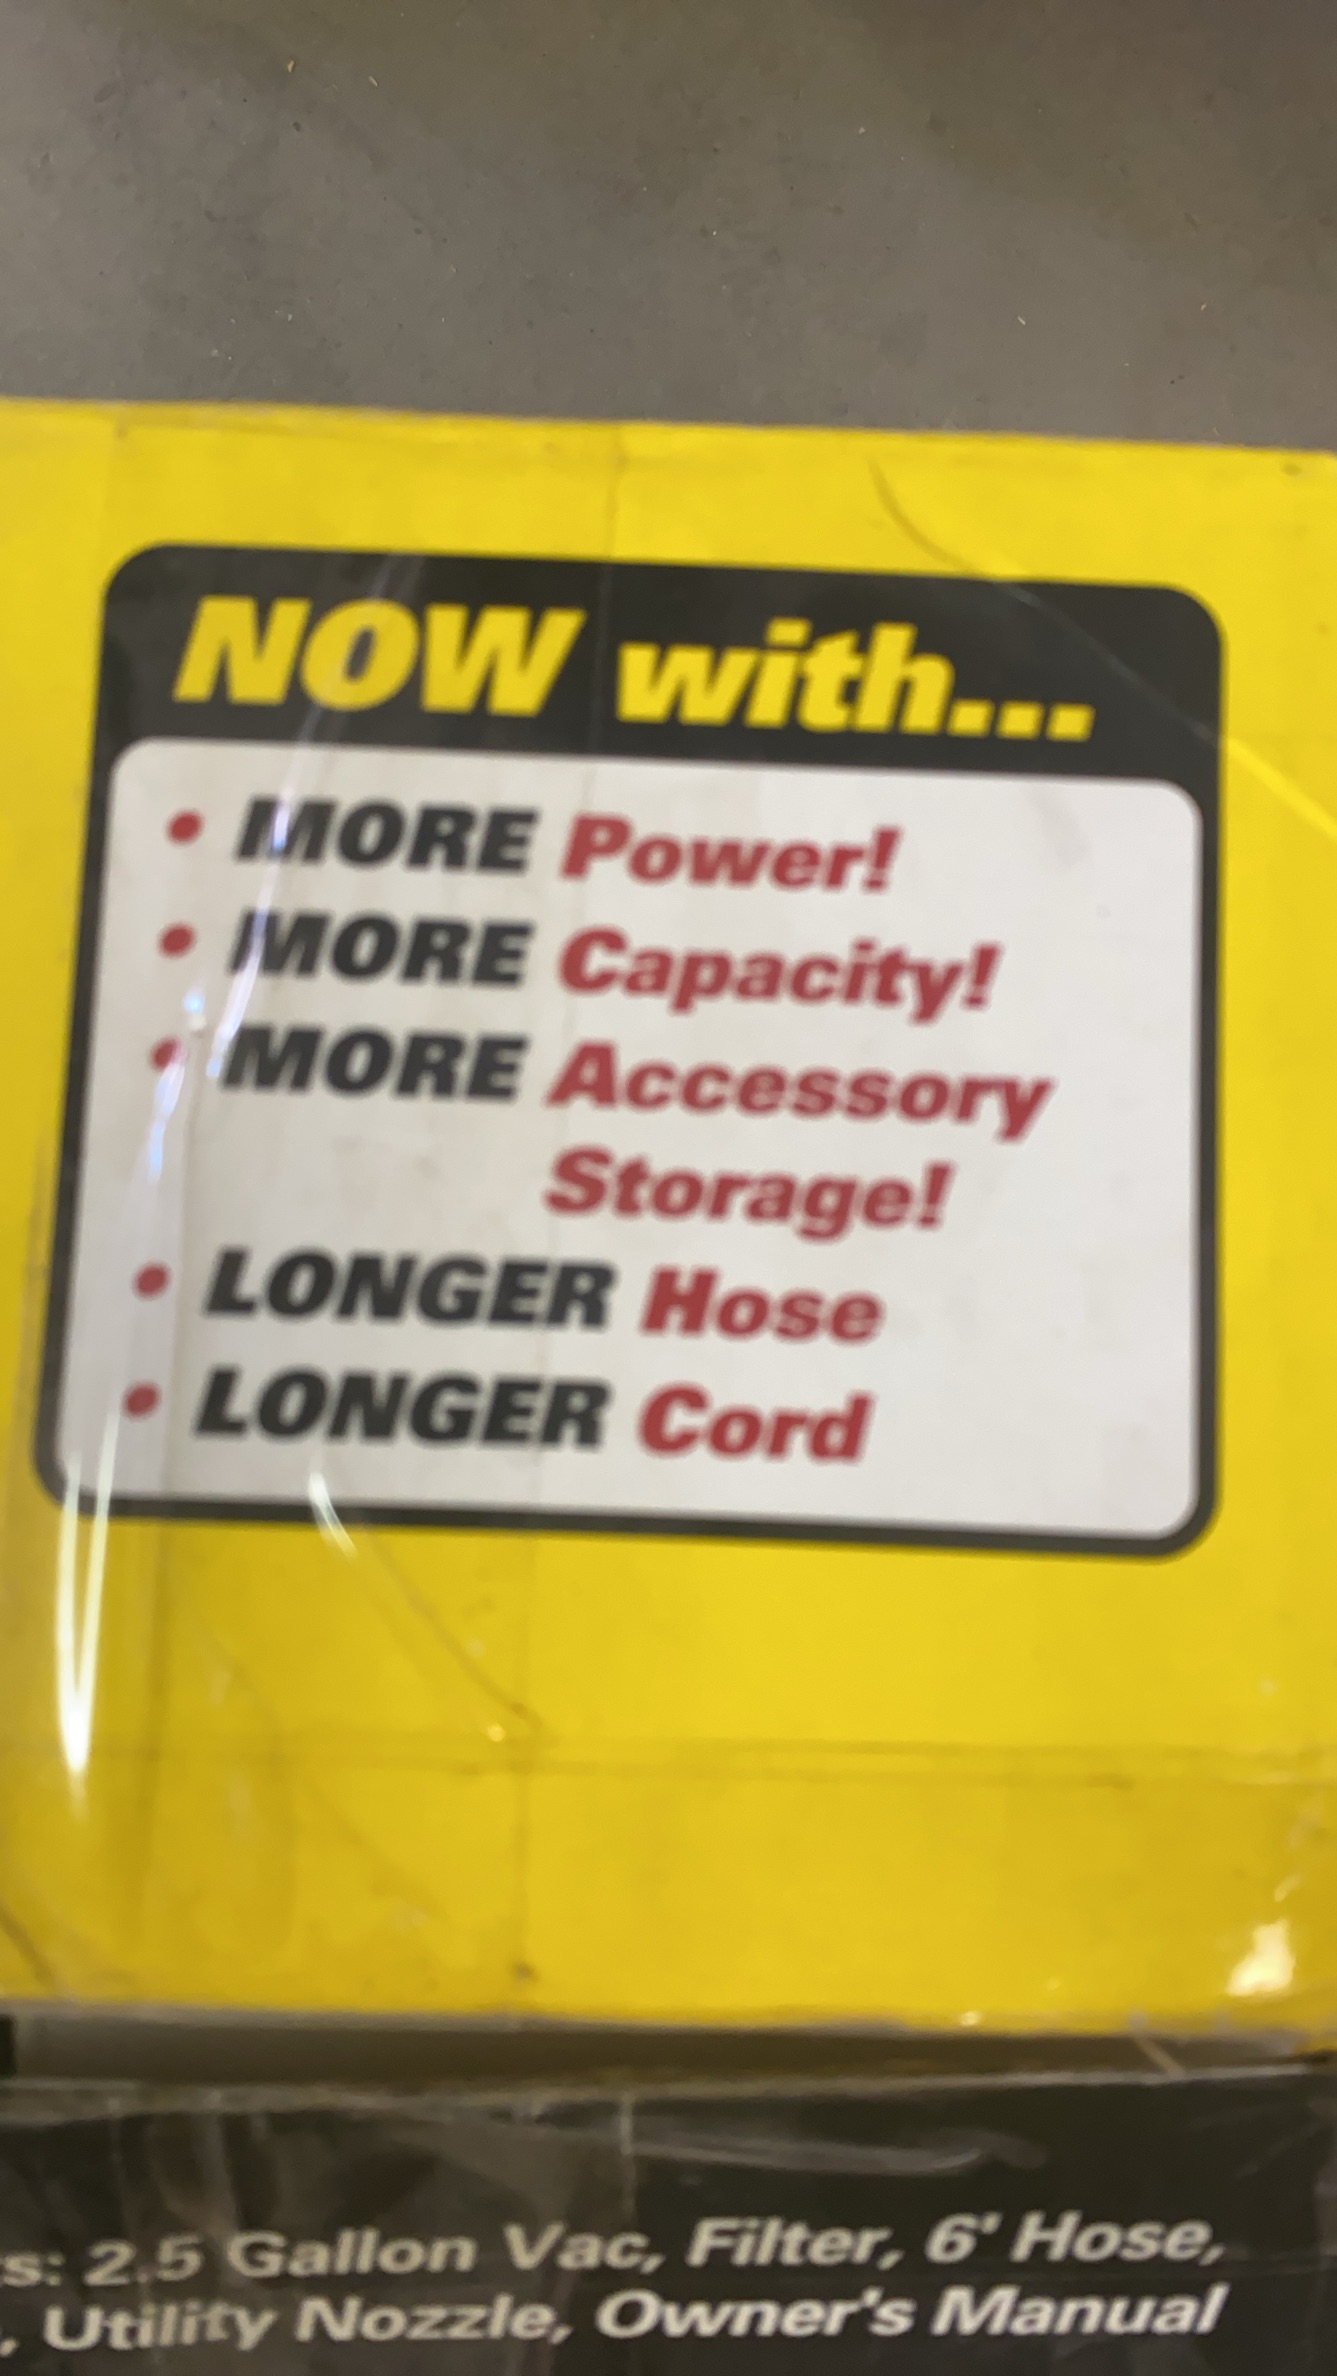 NOW with...
• MORE Power!
• MORE Capacity!
• MORE Accessory
Storage!
• LONGER Hose
• LONGER Cord
s: 2.5 Gallon Vac, Filter, 6' Hose,
, Utility Nozzle, Owner's Manual